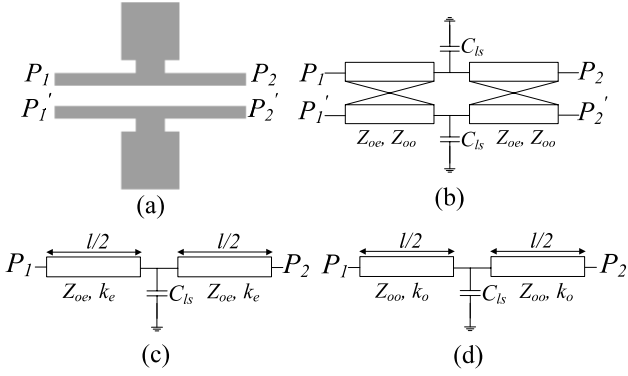 P₁ P₂
P₁' P₂'
(a)
Cₗₛ
P₁ P₂
P₁' P₂'
Cₗₛ
Zₒₑ, Zₒₒ Zₒₑ, Zₒₒ
(b)
l/2 l/2
P₁ P₂
Zₒₑ, kₑ Cₗₛ Zₒₑ, kₑ
(c)
l/2 l/2
P₁ P₂
Zₒₒ, kₒ Cₗₛ Zₒₒ, kₒ
(d)